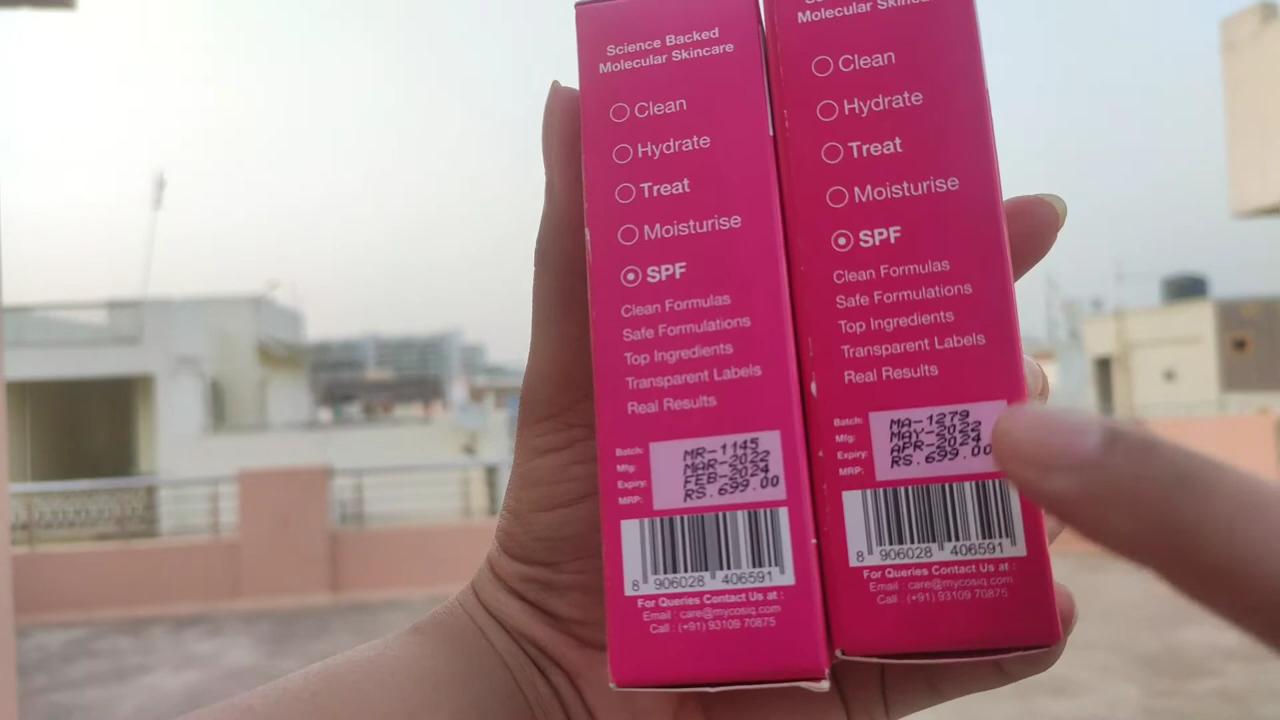 Science Backed
Molecular Skincare
Clean
Hydrate
Treat
Moisturise
SPF
Clean Formulas
Safe Formulations
Top Ingredients
Transparent Labels
Real Results
Batch: MR-1145
Mfg: MAR-2022
Expiry: FEB-2024
MRP: RS.699.00
8 906028 406591
For Queries Contact Us at :
Email : care@mycosiq.com
Call : (+91) 93109 70875
Molecular
Clean
Hydrate
Treat
Moisturise
SPF
Clean Formulas
Safe Formulations
Top Ingredients
Transparent Labels
Real Results
Batch: MA-1279
Mfg: MAY-2022
Expiry: APR-2024
MRP: RS.699.00
8 906028 406591
For Queries Contact Us at :
Email : care@mycosiq.com
Call : (+91) 93109 70875